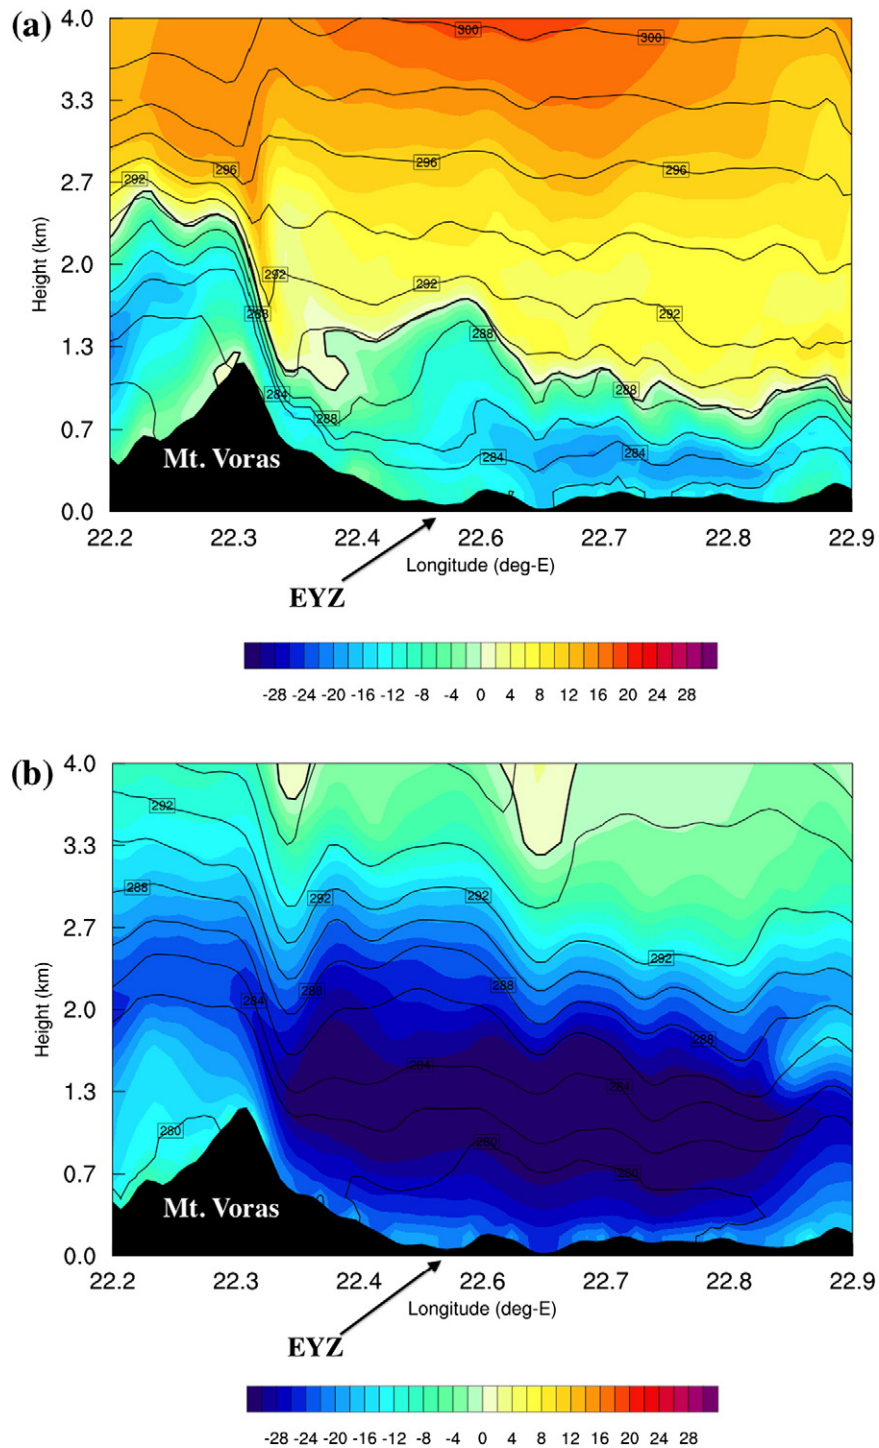 (a)
4.0
3.3
2.7
2.0
1.3
0.7
0.0
Height (km)
300 300
296 296 296
292
292 292 292
288 288
288
284 288
284 284
Mt. Voras
22.2 22.3 22.4 22.6 22.7 22.8 22.9
Longitude (deg-E)
EYZ
-28 -24 -20 -16 -12 -8 -4 0 4 8 12 16 20 24 28
(b)
4.0
3.3
2.7
2.0
1.3
0.7
0.0
Height (km)
292
288 292 292
292
284 288 288
288
284 284
280 280
280
Mt. Voras
22.2 22.3 22.4 22.6 22.7 22.8 22.9
Longitude (deg-E)
EYZ
-28 -24 -20 -16 -12 -8 -4 0 4 8 12 16 20 24 28